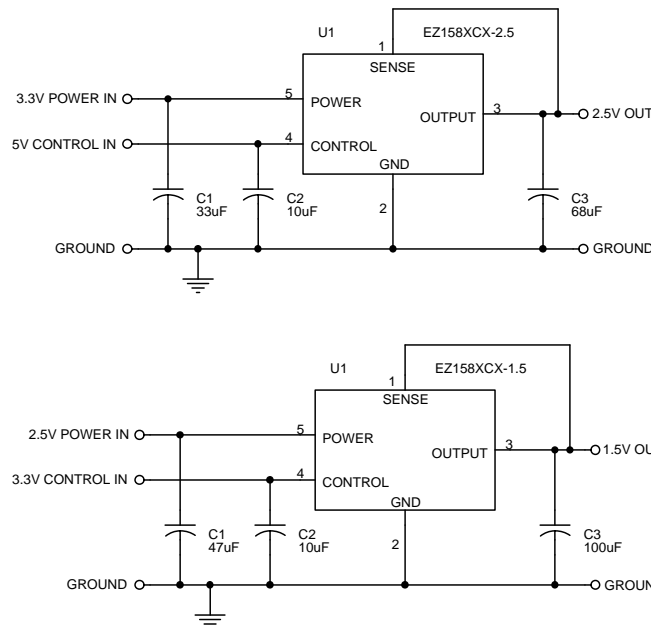 U1 EZ158XCX-2.5
1
SENSE
3.3V POWER IN 5 POWER
OUTPUT 3 2.5V OUT
5V CONTROL IN 4 CONTROL
GND
2
C1
33uF
C2
10uF
C3
68uF
GROUND GROUND
U1 EZ158XCX-1.5
1
SENSE
2.5V POWER IN 5 POWER
OUTPUT 3 1.5V OU
3.3V CONTROL IN 4 CONTROL
GND
2
C1
47uF
C2
10uF
C3
100uF
GROUND GROUN